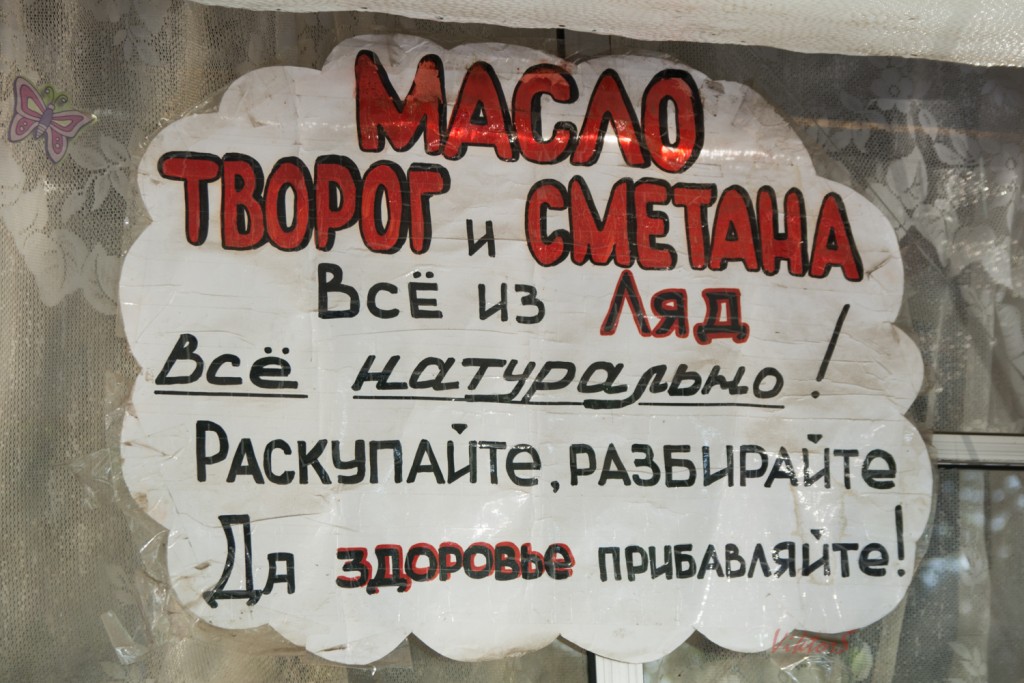 МАСЛО
ТВОРОГ и СМЕТАНА
Всё из Ляд
Всё натурально!
Раскупайте, разбирайте
Да здоровье прибавляйте!